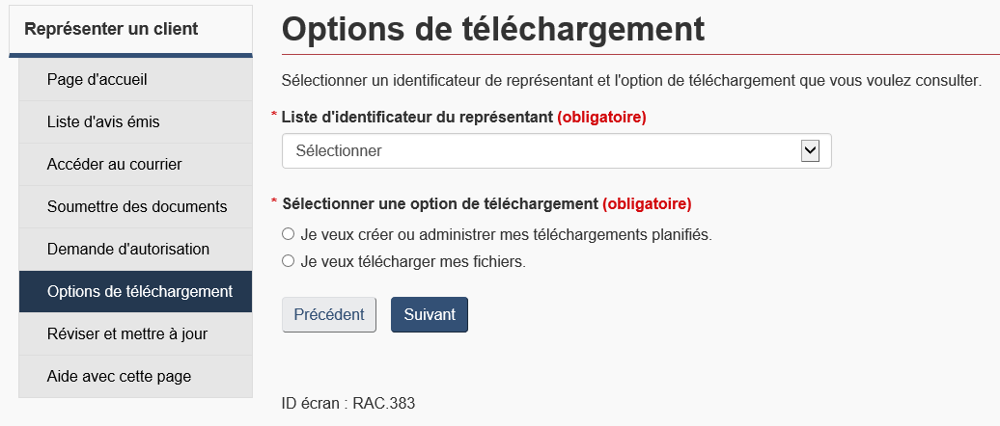 Représenter un client
Page d'accueil
Liste d'avis émis
Accéder au courrier
Soumettre des documents
Demande d'autorisation
Options de téléchargement
Réviser et mettre à jour
Aide avec cette page
Options de téléchargement
Sélectionner un identificateur de représentant et l'option de téléchargement que vous voulez consulter.
* Liste d'identificateur du représentant (obligatoire)
Sélectionner
* Sélectionner une option de téléchargement (obligatoire)
Je veux créer ou administrer mes téléchargements planifiés.
Je veux télécharger mes fichiers.
Précédent Suivant
ID écran : RAC.383